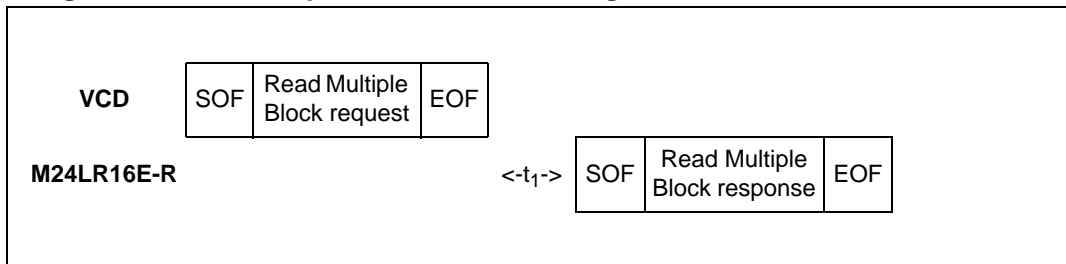 VCD SOF Read Multiple Block request EOF
M24LR16E-R <-t1-> SOF Read Multiple Block response EOF